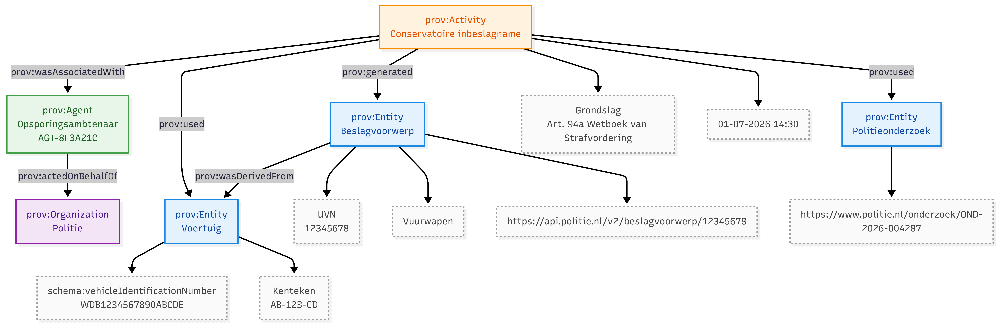 prov:Activity
Conservatoire inbeslagname
prov:wasAssociatedWith
prov:generated
prov:used
prov:Agent
Opsporingsambtenaar
AGT-8F3A21C
prov:used
prov:Entity
Beslagvoorwerp
Grondslag
Art. 94a Wetboek van
Strafvordering
01-07-2026 14:30
prov:Entity
Politieonderzoek
prov:actedOnBehalfOf
prov:wasDerivedFrom
prov:Organization
Politie
prov:Entity
Voertuig
UVN
12345678
Vuurwapen
https://api.politie.nl/v2/beslagvoorwerp/12345678
https://www.politie.nl/onderzoek/OND-
2026-004287
schema:vehicleIdentificationNumber
WDB1234567890ABCDE
Kenteken
AB-123-CD